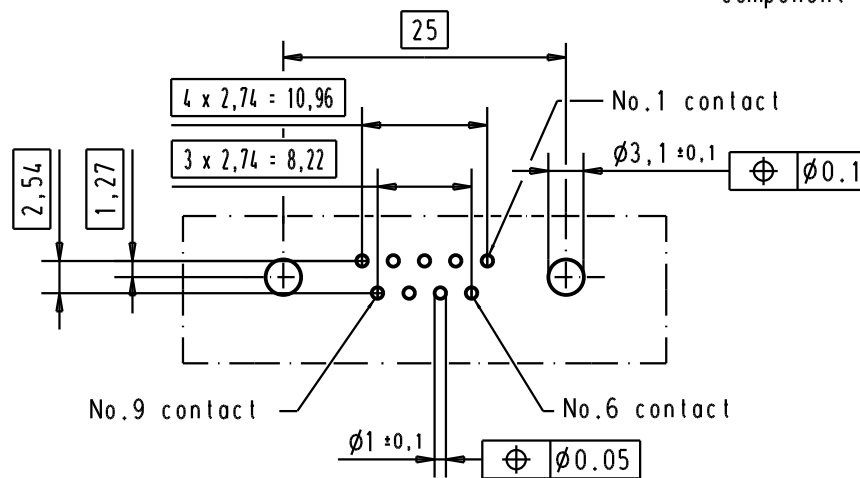 component
25
4 x 2,74 = 10,96
No.1 contact
3 x 2,74 = 8,22
Ø3,1 ±0,1
⌖ Ø0.1
2,54
1,27
No.9 contact
No.6 contact
Ø1 ±0,1
⌖ Ø0.05